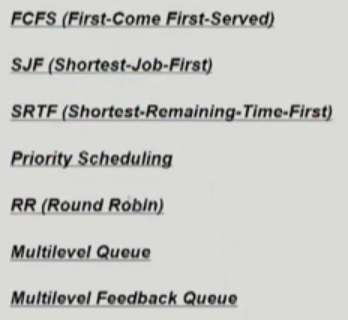 FCFS (First-Come First-Served)
SJF (Shortest-Job-First)
SRTF (Shortest-Remaining-Time-First)
Priority Scheduling
RR (Round Robin)
Multilevel Queue
Multilevel Feedback Queue